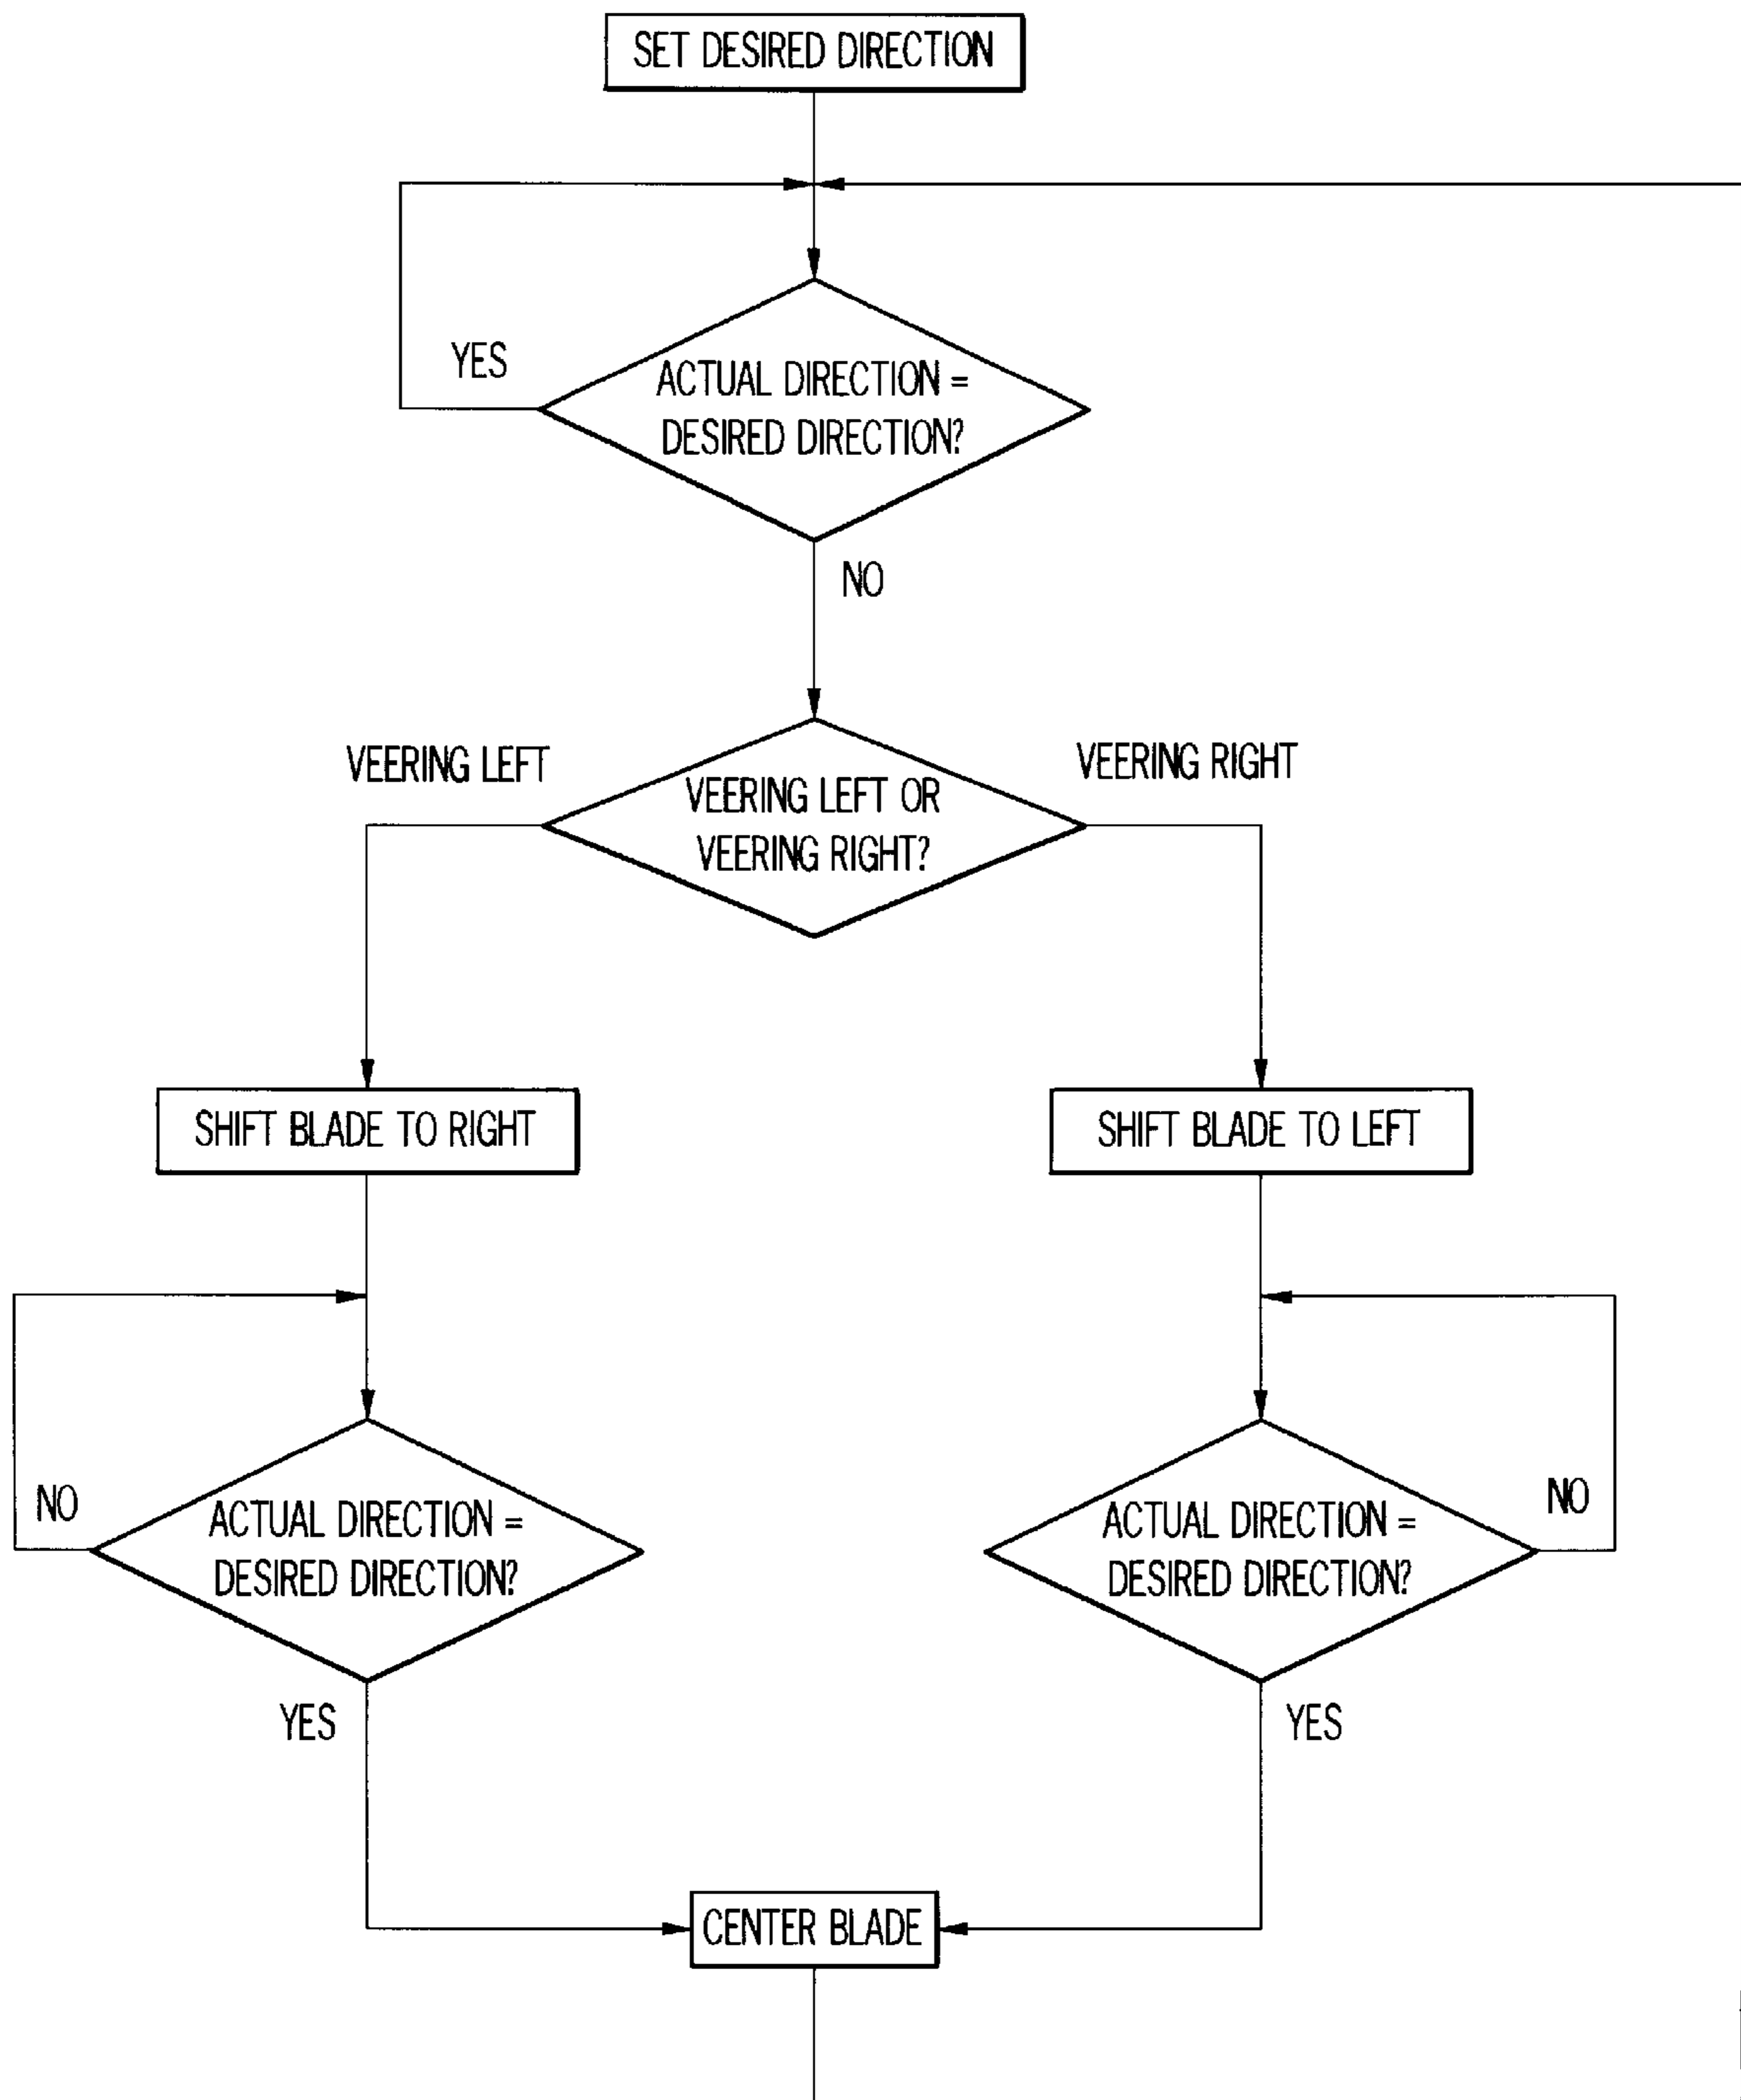 SET DESIRED DIRECTION
YES
ACTUAL DIRECTION =
DESIRED DIRECTION?
NO
VEERING LEFT
VEERING LEFT OR
VEERING RIGHT?
VEERING RIGHT
SHIFT BLADE TO RIGHT
SHIFT BLADE TO LEFT
NO
ACTUAL DIRECTION =
DESIRED DIRECTION?
ACTUAL DIRECTION =
DESIRED DIRECTION?
NO
YES
YES
CENTER BLADE